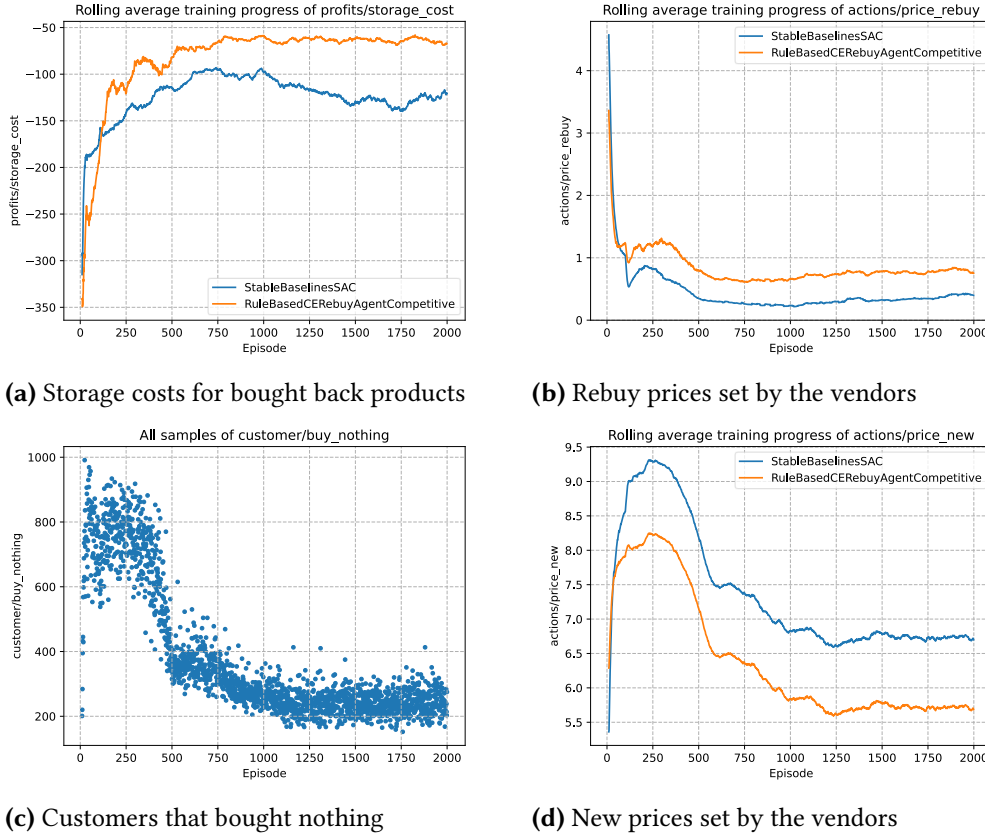 Rolling average training progress of profits/storage_cost
−50
−100
−150
−200
−250
−300
−350
profits/storage_cost
StableBaselinesSAC
RuleBasedCERebuyAgentCompetitive
0 250 500 750 1000 1250 1500 1750 2000
Episode
(a) Storage costs for bought back products
Rolling average training progress of actions/price_rebuy
4
3
2
1
0
actions/price_rebuy
StableBaselinesSAC
RuleBasedCERebuyAgentCompetitive
0 250 500 750 1000 1250 1500 1750 2000
Episode
(b) Rebuy prices set by the vendors
All samples of customer/buy_nothing
1000
800
600
400
200
customer/buy_nothing
0 250 500 750 1000 1250 1500 1750 2000
Episode
(c) Customers that bought nothing
Rolling average training progress of actions/price_new
9.5
9.0
8.5
8.0
7.5
7.0
6.5
6.0
5.5
actions/price_new
StableBaselinesSAC
RuleBasedCERebuyAgentCompetitive
0 250 500 750 1000 1250 1500 1750 2000
Episode
(d) New prices set by the vendors